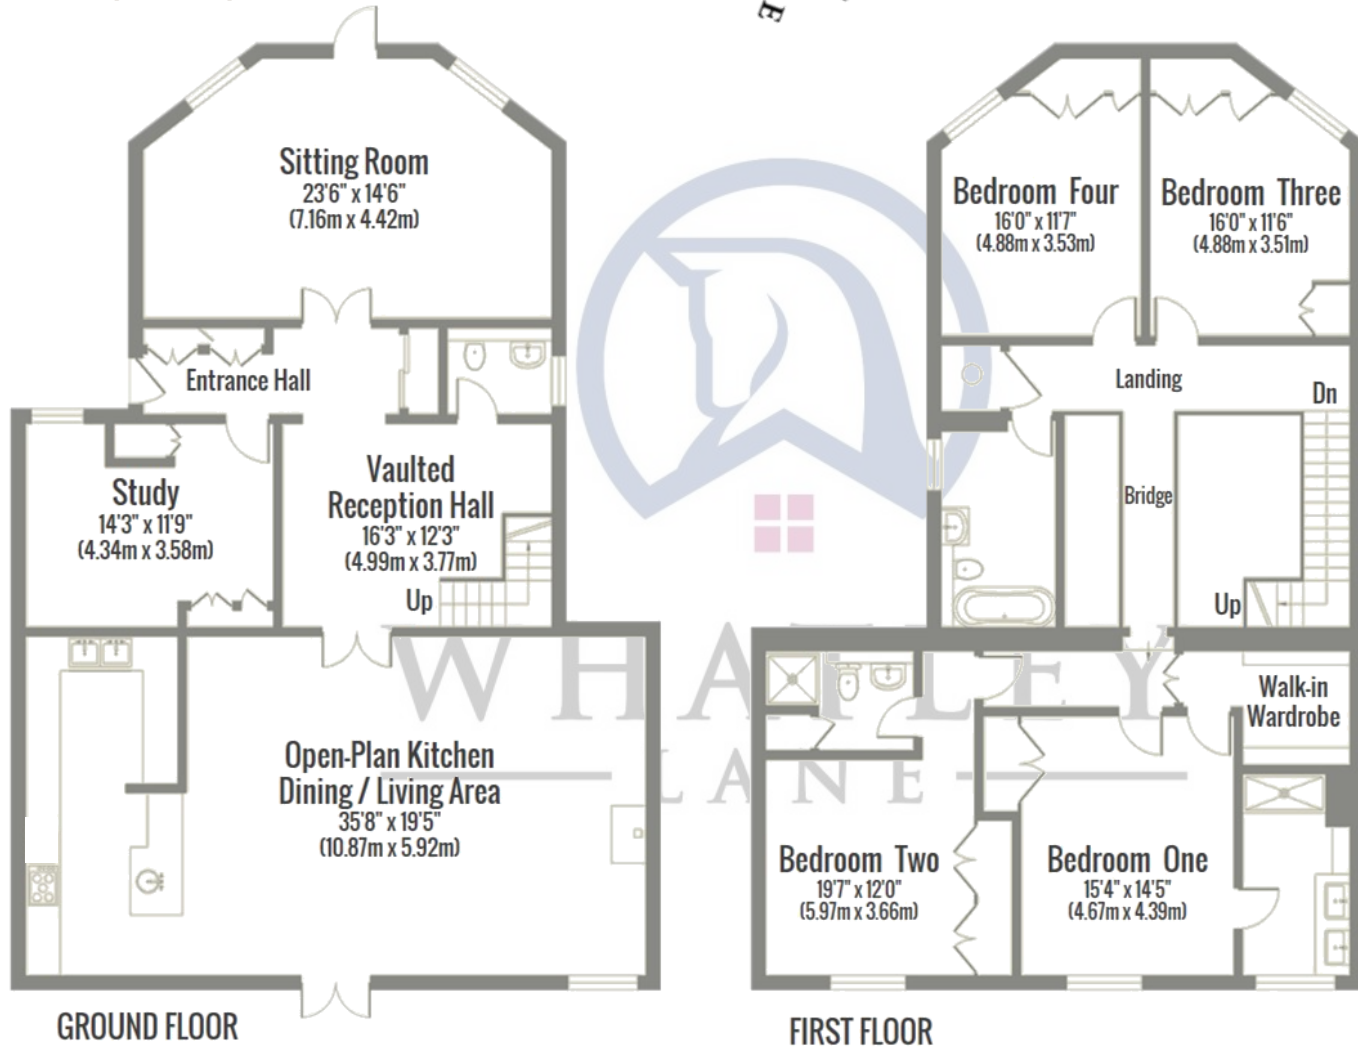 E
Sitting Room
23'6" x 14'6"
(7.16m x 4.42m)
Entrance Hall
Study
14'3" x 11'9"
(4.34m x 3.58m)
Vaulted
Reception Hall
16'3" x 12'3"
(4.99m x 3.77m)
Up
Open-Plan Kitchen
Dining / Living Area
35'8" x 19'5"
(10.87m x 5.92m)
GROUND FLOOR
Bedroom Four
16'0" x 11'7"
(4.88m x 3.53m)
Bedroom Three
16'0" x 11'6"
(4.88m x 3.51m)
Landing
Dn
Bridge
Up
Walk-in
Wardrobe
Bedroom Two
19'7" x 12'0"
(5.97m x 3.66m)
Bedroom One
15'4" x 14'5"
(4.67m x 4.39m)
FIRST FLOOR
WHATLEY
LANE